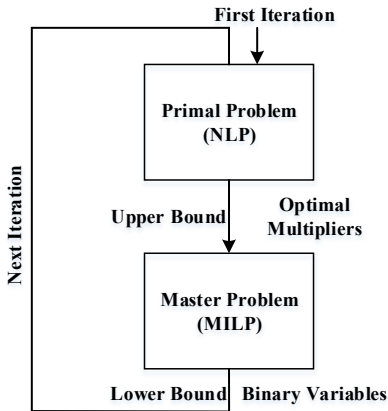 First Iteration
Primal Problem
(NLP)
Upper Bound
Optimal
Multipliers
Next Iteration
Master Problem
(MILP)
Lower Bound
Binary Variables